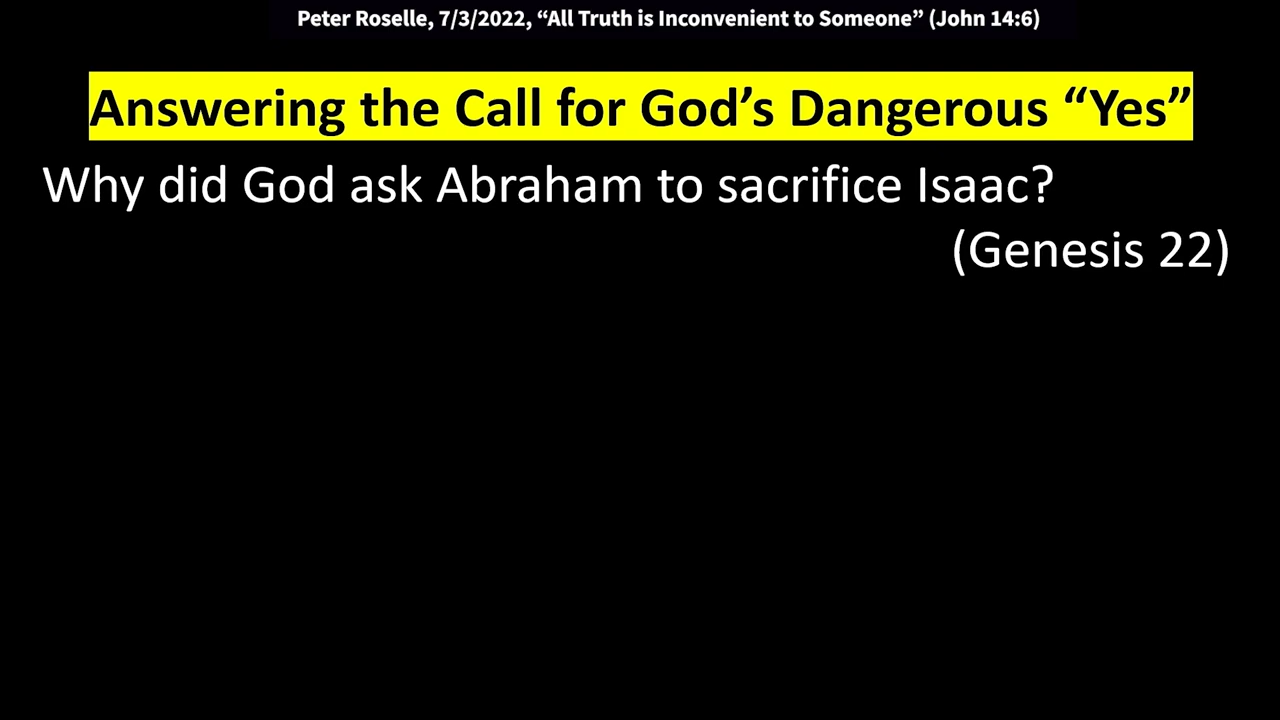 Peter Roselle, 7/3/2022, “All Truth is Inconvenient to Someone” (John 14:6)
Answering the Call for God’s Dangerous “Yes”
Why did God ask Abraham to sacrifice Isaac?
(Genesis 22)